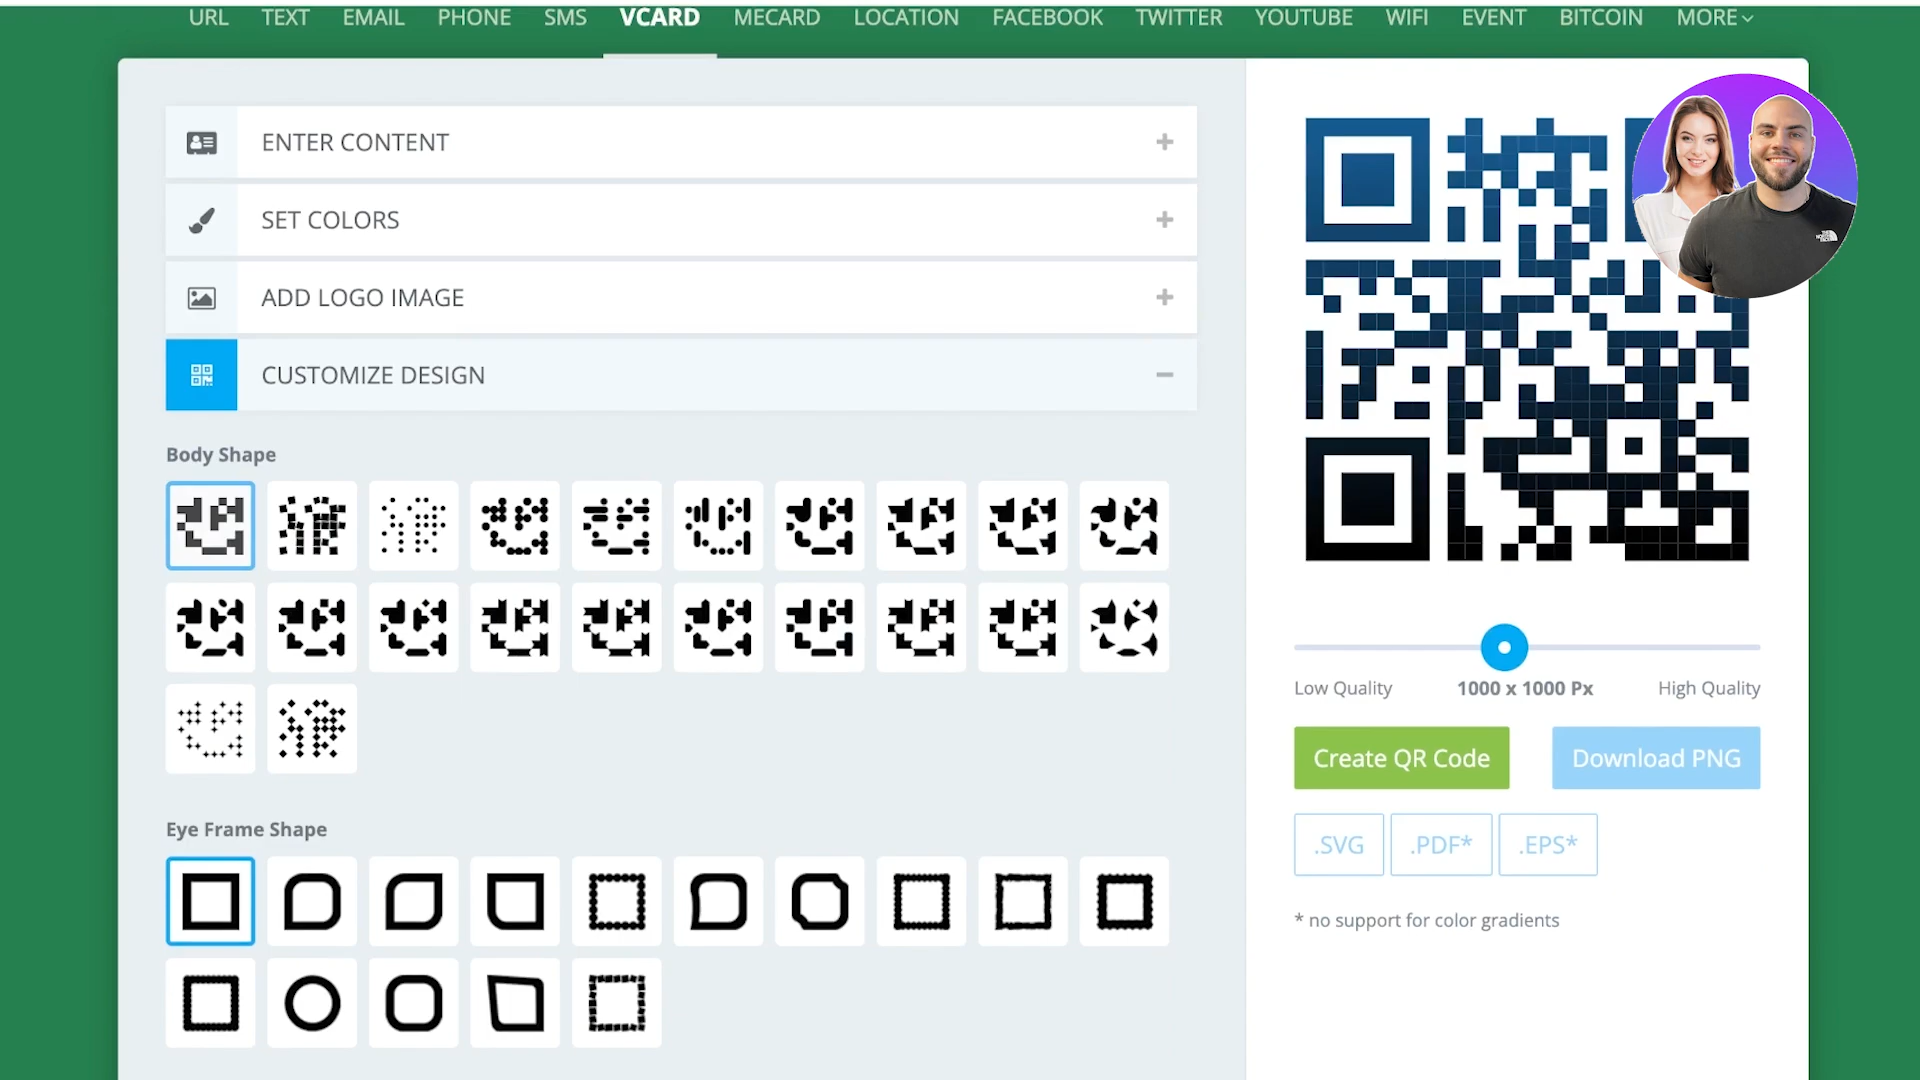 URL TEXT EMAIL PHONE SMS VCARD MECARD LOCATION FACEBOOK TWITTER YOUTUBE WIFI EVENT BITCOIN MORE
ENTER CONTENT
SET COLORS
ADD LOGO IMAGE
CUSTOMIZE DESIGN
Body Shape
Eye Frame Shape
Low Quality 1000 x 1000 Px High Quality
Create QR Code Download PNG
.SVG .PDF* .EPS*
* no support for color gradients